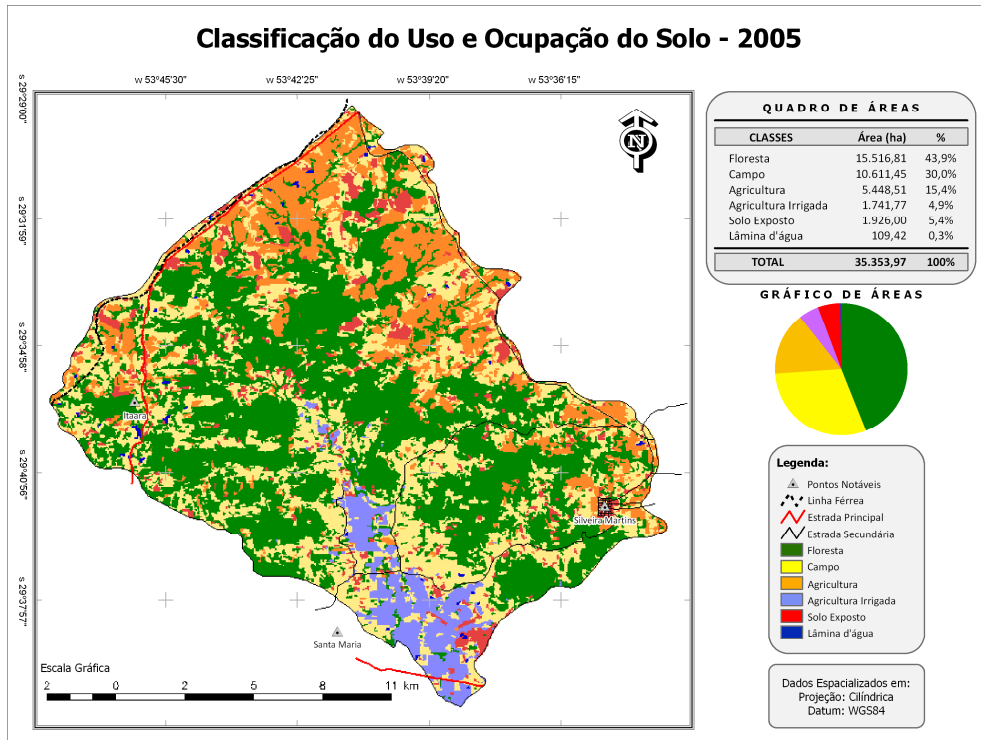 Classificação do Uso e Ocupação do Solo - 2005
w 53°45'30" w 53°42'25" w 53°39'20" w 53°36'15"
s 29°29'00"
s 29°31'59"
s 29°34'58"
s 29°40'56"
s 29°37'57"
N
Itaara
Silveira Martins
Santa Maria
Escala Gráfica
2 0 2 5 8 11 km
QUADRO DE ÁREAS
CLASSES Área (ha) %
Floresta 15.516,81 43,9%
Campo 10.611,45 30,0%
Agricultura 5.448,51 15,4%
Agricultura Irrigada 1.741,77 4,9%
Solo Exposto 1.926,00 5,4%
Lâmina d'água 109,42 0,3%
TOTAL 35.353,97 100%
GRÁFICO DE ÁREAS
Legenda:
Pontos Notáveis
Linha Férrea
Estrada Principal
Estrada Secundária
Floresta
Campo
Agricultura
Agricultura Irrigada
Solo Exposto
Lâmina d'água
Dados Espacializados em:
Projeção: Cilíndrica
Datum: WGS84